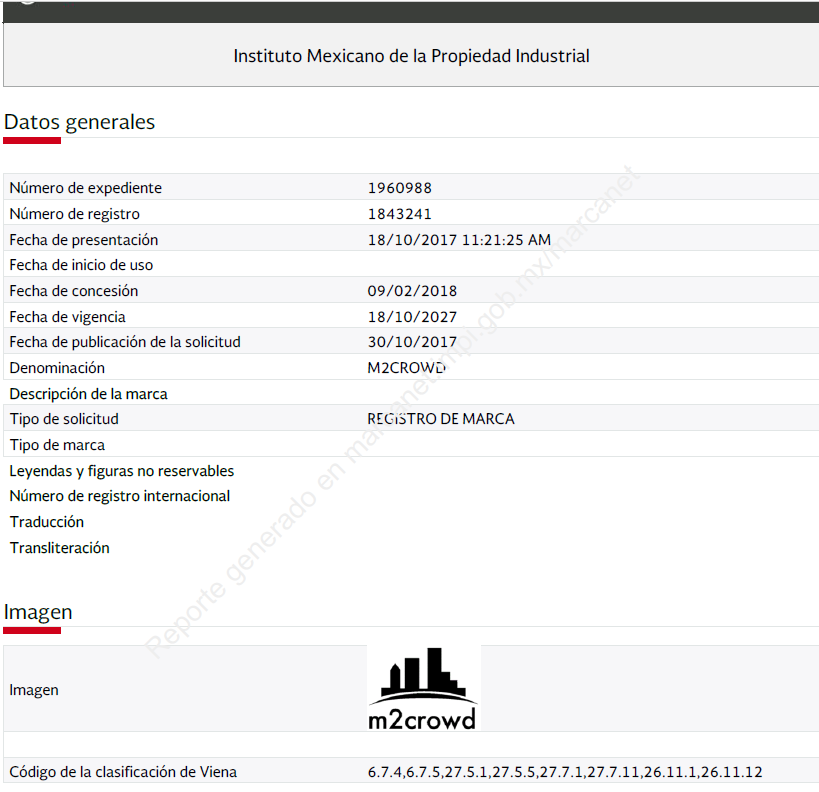 Instituto Mexicano de la Propiedad Industrial
Datos generales
Número de expediente 1960988
Número de registro 1843241
Fecha de presentación 18/10/2017 11:21:25 AM
Fecha de inicio de uso
Fecha de concesión 09/02/2018
Fecha de vigencia 18/10/2027
Fecha de publicación de la solicitud 30/10/2017
Denominación M2CROWD
Descripción de la marca
Tipo de solicitud REGISTRO DE MARCA
Tipo de marca
Leyendas y figuras no reservables
Número de registro internacional
Traducción
Transliteración
Reporte generado en marcanet.impi.gob.mx/marcanet
Imagen
Imagen
m2crowd
Código de la clasificación de Viena 6.7.4,6.7.5,27.5.1,27.5.5,27.7.1,27.7.11,26.11.1,26.11.12